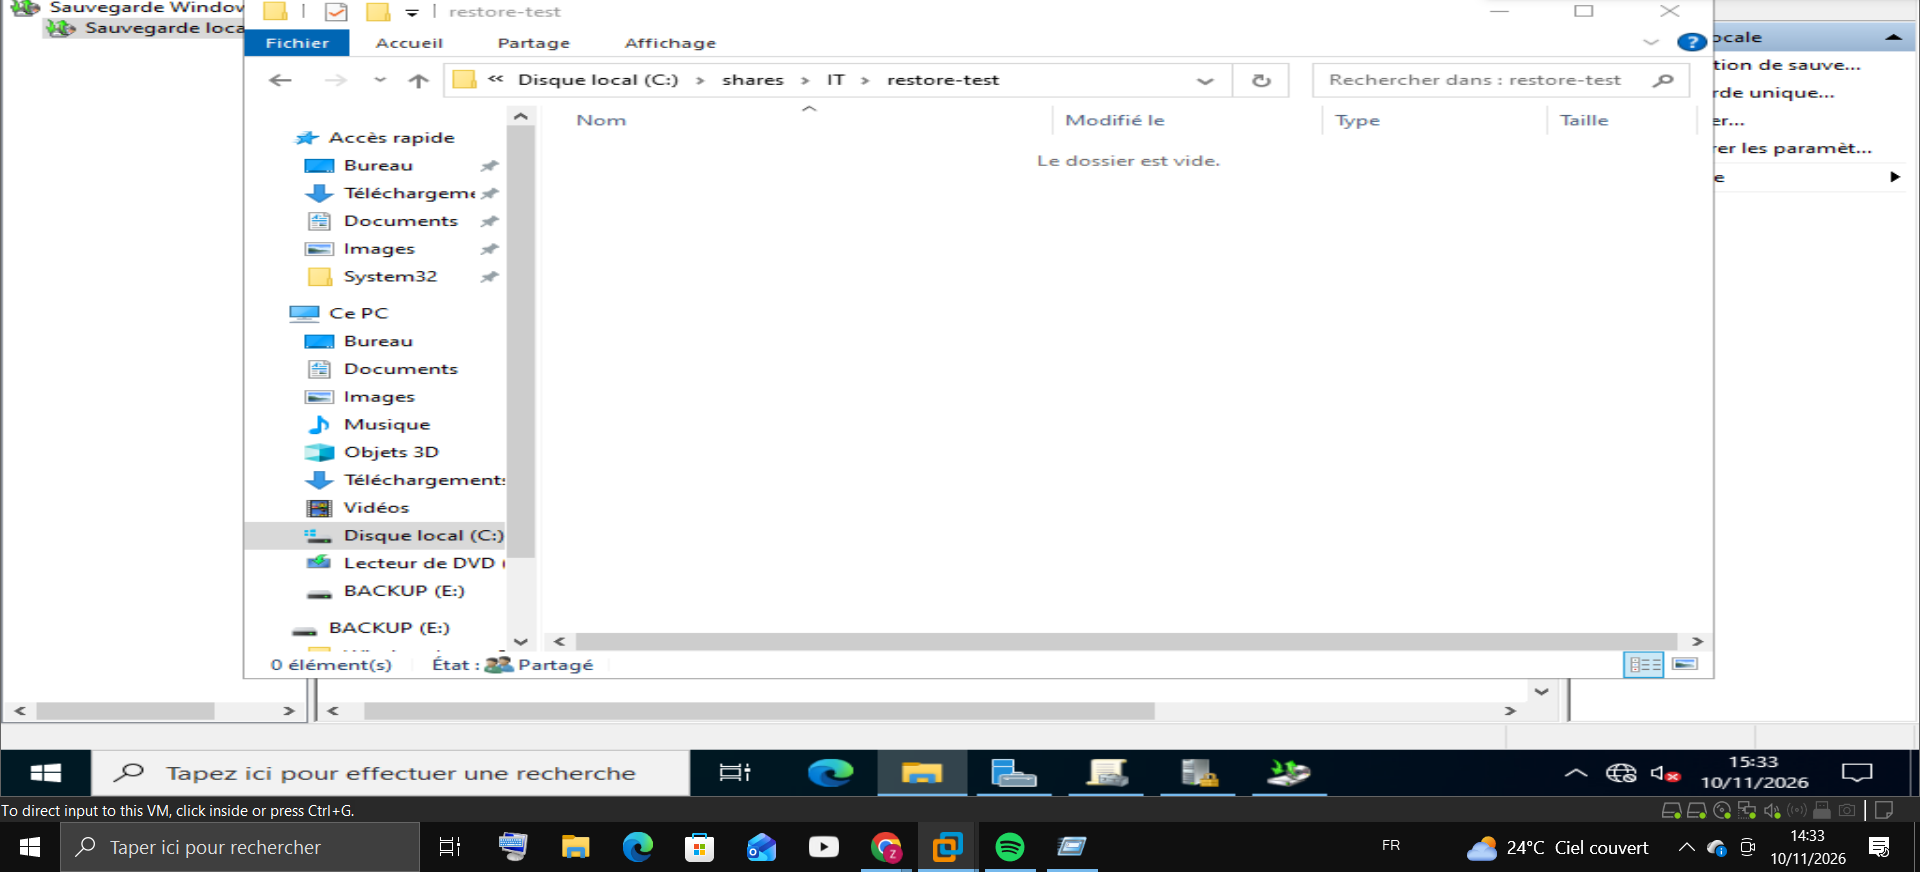 Sauvegarde Window
Sauvegarde loca
restore-test
Fichier
Accueil
Partage
Affichage
?
« Disque local (C:) > shares > IT > restore-test
Rechercher dans : restore-test
Nom
Modifié le
Type
Taille
Le dossier est vide.
Accès rapide
Bureau
Téléchargeme
Documents
Images
System32
Ce PC
Bureau
Documents
Images
Musique
Objets 3D
Téléchargements
Vidéos
Disque local (C:)
Lecteur de DVD (
BACKUP (E:)
BACKUP (E:)
0 élément(s)
État :
Partagé
ocale
tion de sauve...
rde unique...
er...
rer les paramèt...
e
Tapez ici pour effectuer une recherche
15:33
10/11/2026
To direct input to this VM, click inside or press Ctrl+G.
Taper ici pour rechercher
z
FR
24°C Ciel couvert
14:33
10/11/2026